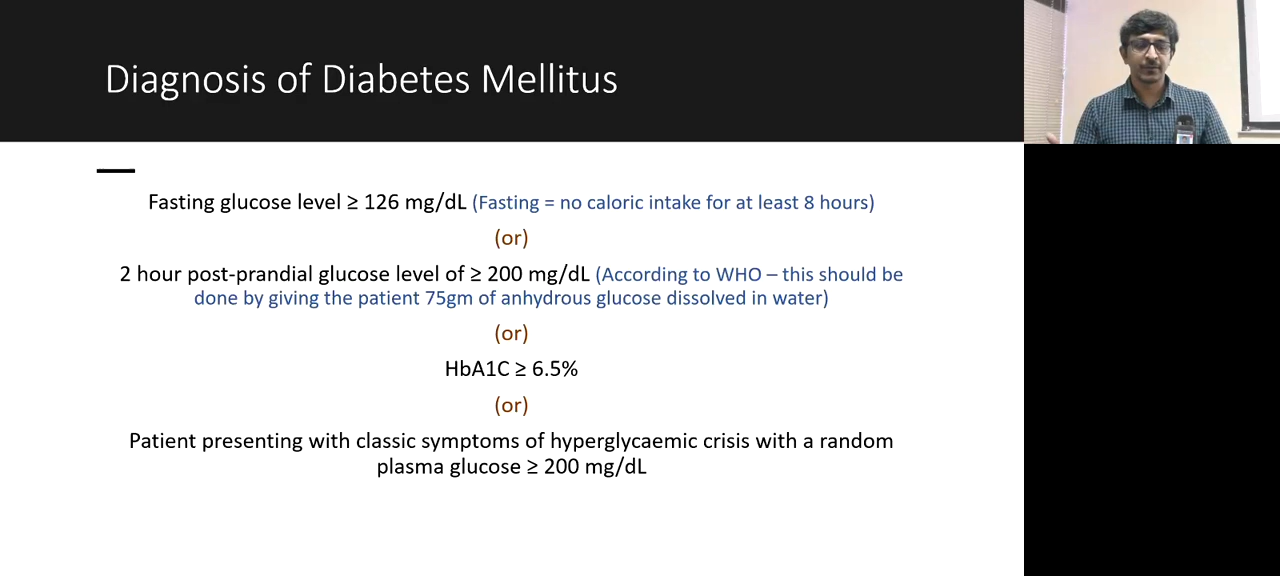 Diagnosis of Diabetes Mellitus
Fasting glucose level ≥ 126 mg/dL (Fasting = no caloric intake for at least 8 hours)
(or)
2 hour post-prandial glucose level of ≥ 200 mg/dL (According to WHO – this should be
done by giving the patient 75gm of anhydrous glucose dissolved in water)
(or)
HbA1C ≥ 6.5%
(or)
Patient presenting with classic symptoms of hyperglycaemic crisis with a random
plasma glucose ≥ 200 mg/dL